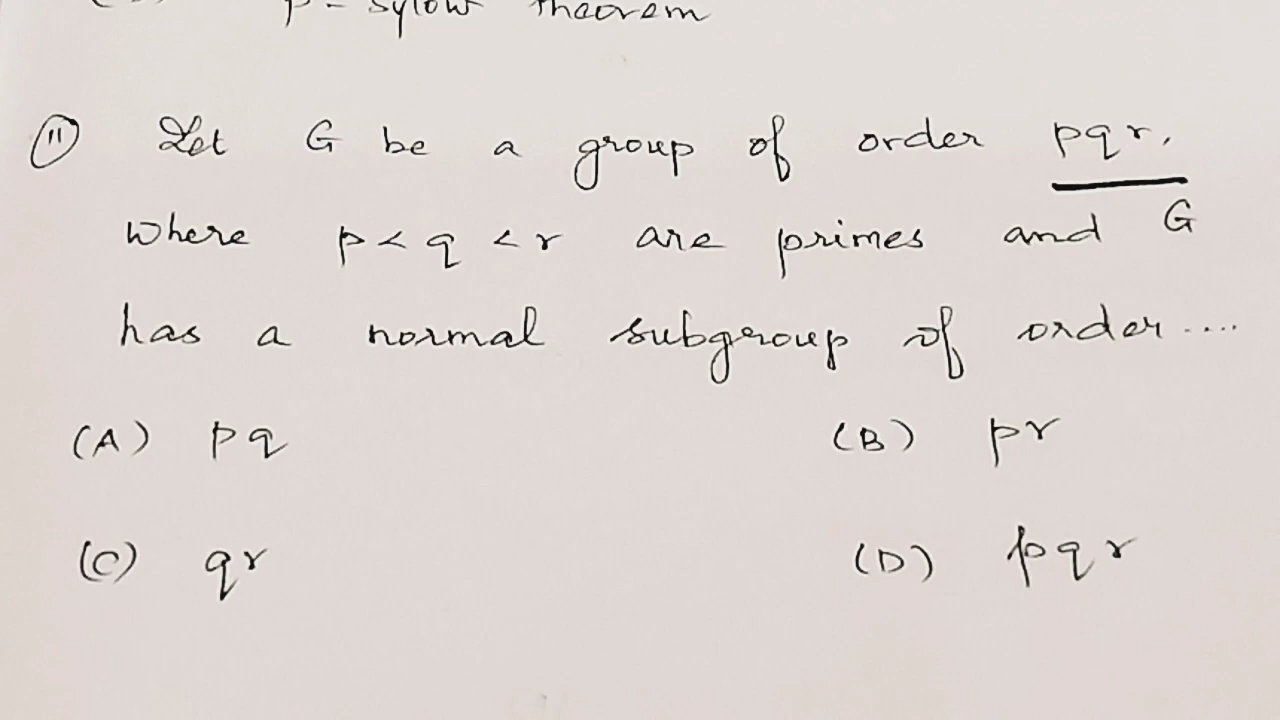 p - sylow theorem
(11) Let G be a group of order pqr,
where p < q < r are primes and G
has a normal subgroup of order ....
(A) pq (B) pr
(C) qr (D) pqr